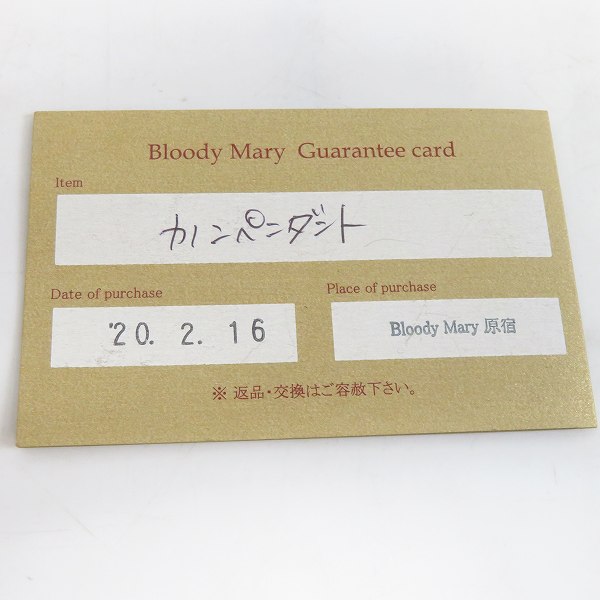 Bloody Mary Guarantee card
Item
カノンペンダント
Date of purchase
Place of purchase
'20. 2. 16
Bloody Mary 原宿
※ 返品・交換はご容赦下さい。